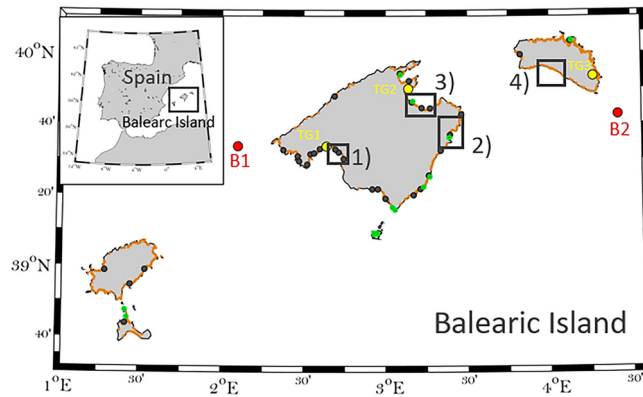 40°N
Spain
Balearc Island
TG2
3)
4)
TG3
40'
TG1
2)
B1
1)
B2
20'
39°N
40'
Balearic Island
1°E
30'
2°E
30'
3°E
30'
4°E
30'